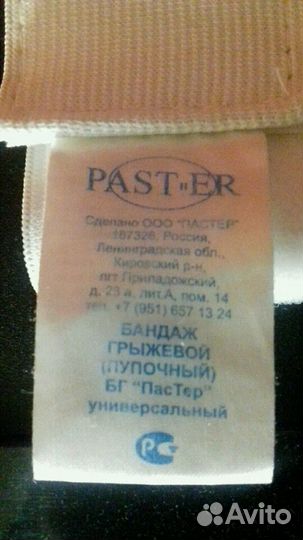 PAST-ER
Сделано ООО "ПАСТЕР"
187326, Россия,
Ленинградская обл.,
Кировский р-н,
пгт Приладожский,
д. 23 а, лит.А, пом. 14
тел. +7 (951) 657 13 24
БАНДАЖ
ГРЫЖЕВОЙ
(ПУПОЧНЫЙ)
БГ "ПасТер"
универсальный
РСТ
Avito